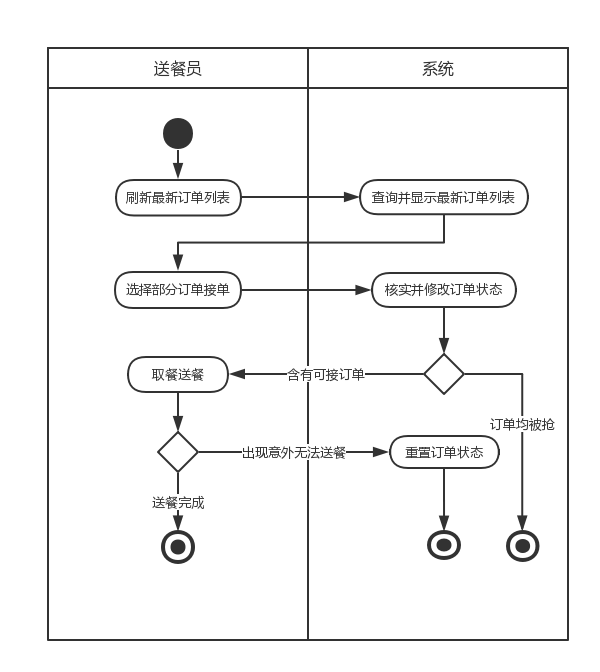 送餐员
系统
刷新最新订单列表
查询并显示最新订单列表
选择部分订单接单
核实并修改订单状态
取餐送餐
含有可接订单
订单均被抢
出现意外无法送餐
重置订单状态
送餐完成